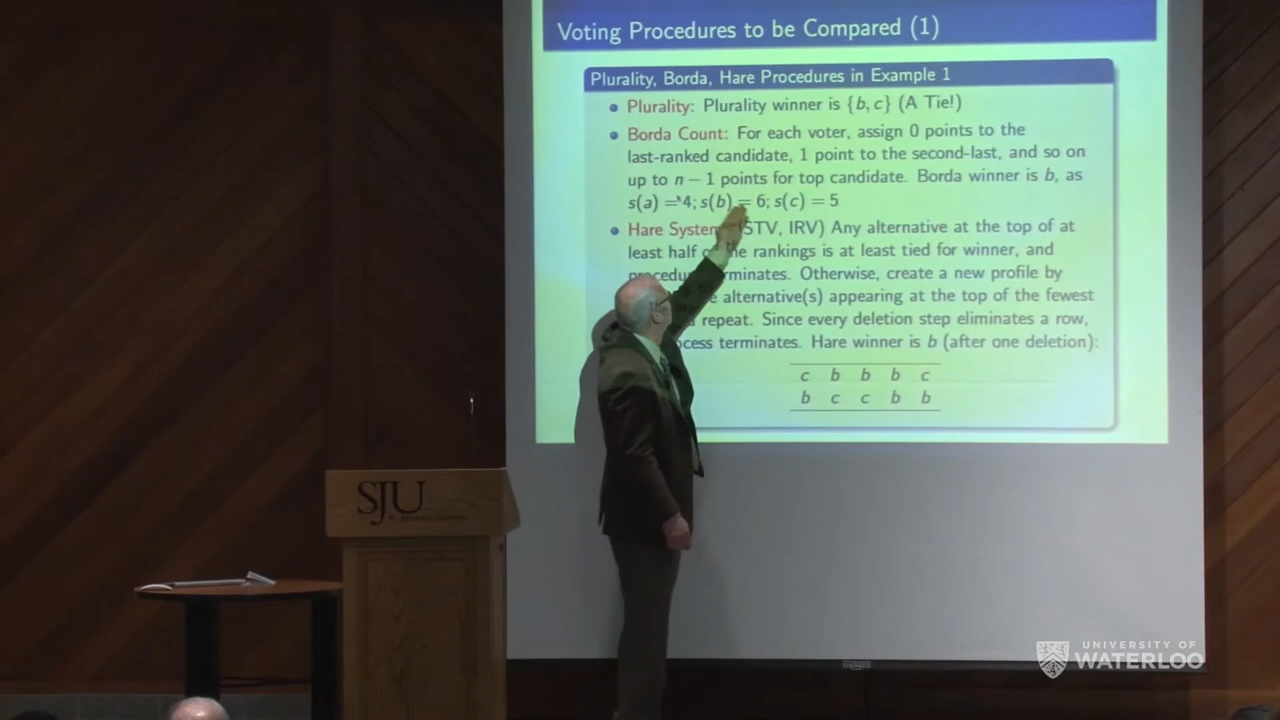 Voting Procedures to be Compared (1)
Plurality, Borda, Hare Procedures in Example 1
• Plurality: Plurality winner is {b, c} (A Tie!)
• Borda Count: For each voter, assign 0 points to the
last-ranked candidate, 1 point to the second-last, and so on
up to n − 1 points for top candidate. Borda winner is b, as
s(a) = 4; s(b) = 6; s(c) = 5
• Hare System (STV, IRV) Any alternative at the top of at
least half the rankings is at least tied for winner, and
Otherwise, create a new profile by
alternative(s) appearing at the top of the fewest
repeat. Since every deletion step eliminates a row,
terminates. Hare winner is b (after one deletion):
c b b b c
b c c b b
SJU
UNIVERSITY OF
WATERLOO